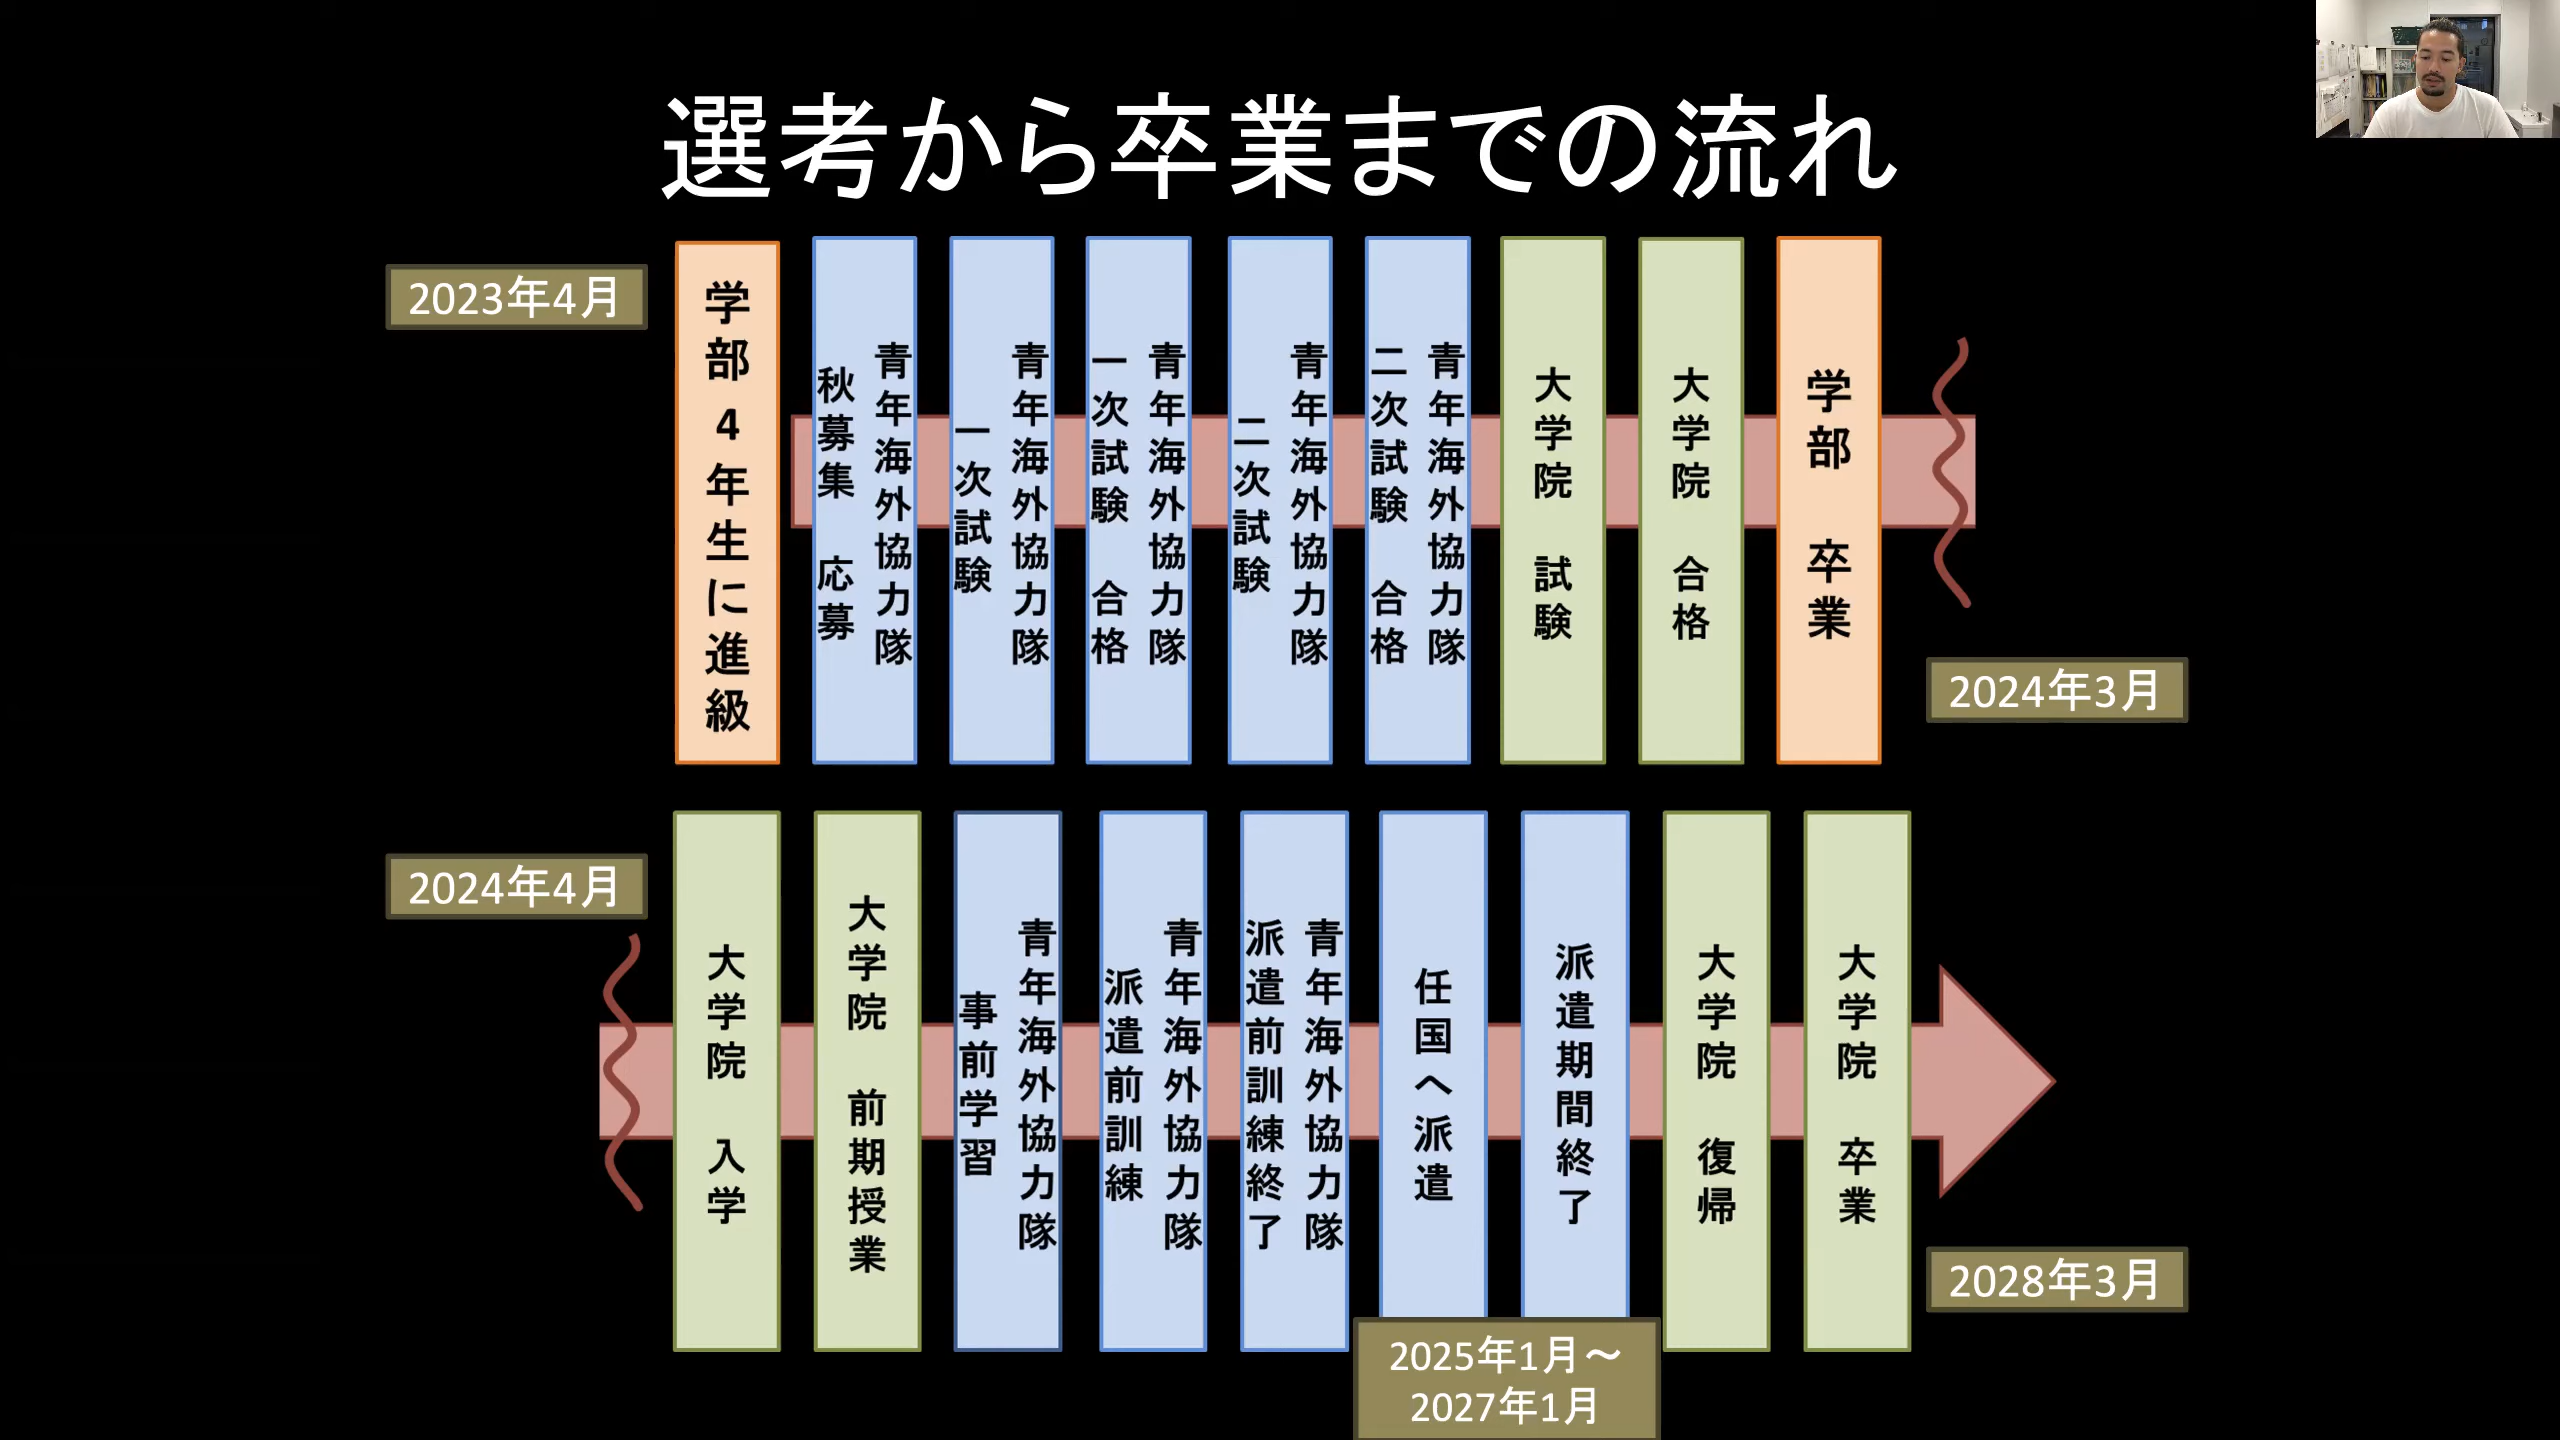 選考から卒業までの流れ
2023年4月
学部4年生に進級
青年海外協力隊
秋募集　応募
青年海外協力隊
一次試験
青年海外協力隊
一次試験　合格
青年海外協力隊
二次試験
青年海外協力隊
二次試験　合格
大学院　試験
大学院　合格
学部　卒業
2024年3月
2024年4月
大学院　入学
大学院　前期授業
青年海外協力隊
事前学習
青年海外協力隊
派遣前訓練
青年海外協力隊
派遣前訓練終了
任国へ派遣
派遣期間終了
2025年1月～
2027年1月
大学院　復帰
大学院　卒業
2028年3月